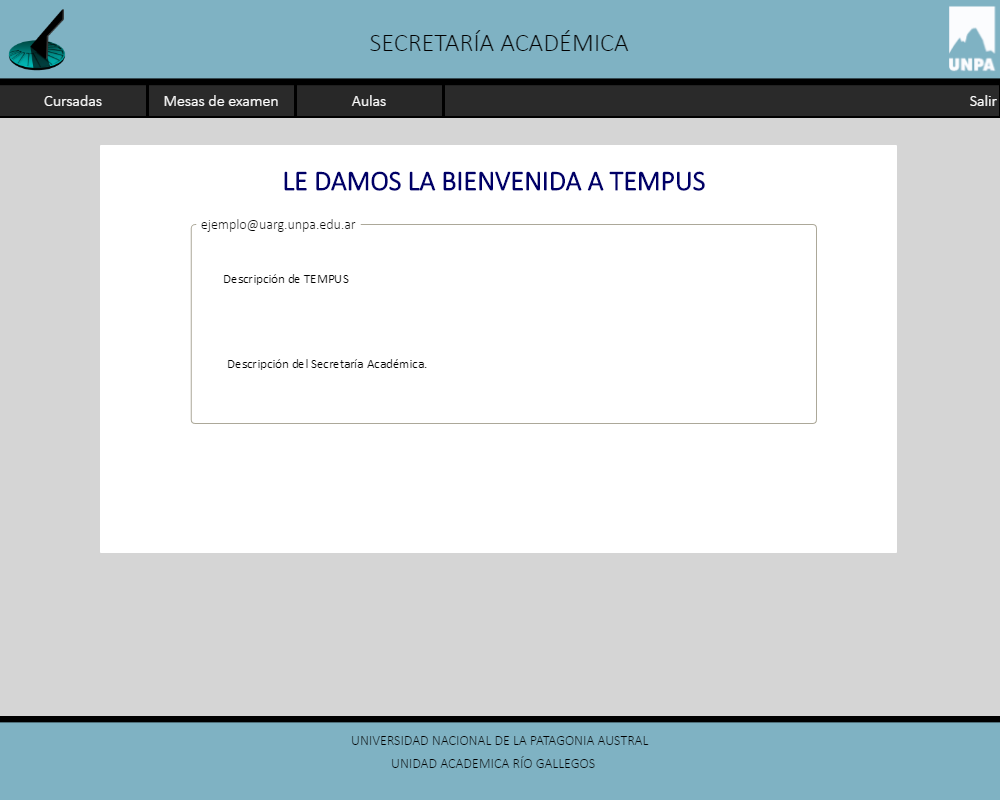 SECRETARÍA ACADÉMICA
UNPA
Cursadas
Mesas de examen
Aulas
Salir
LE DAMOS LA BIENVENIDA A TEMPUS
ejemplo@uarg.unpa.edu.ar
Descripción de TEMPUS
Descripción del Secretaría Académica.
UNIVERSIDAD NACIONAL DE LA PATAGONIA AUSTRAL
UNIDAD ACADEMICA RÍO GALLEGOS